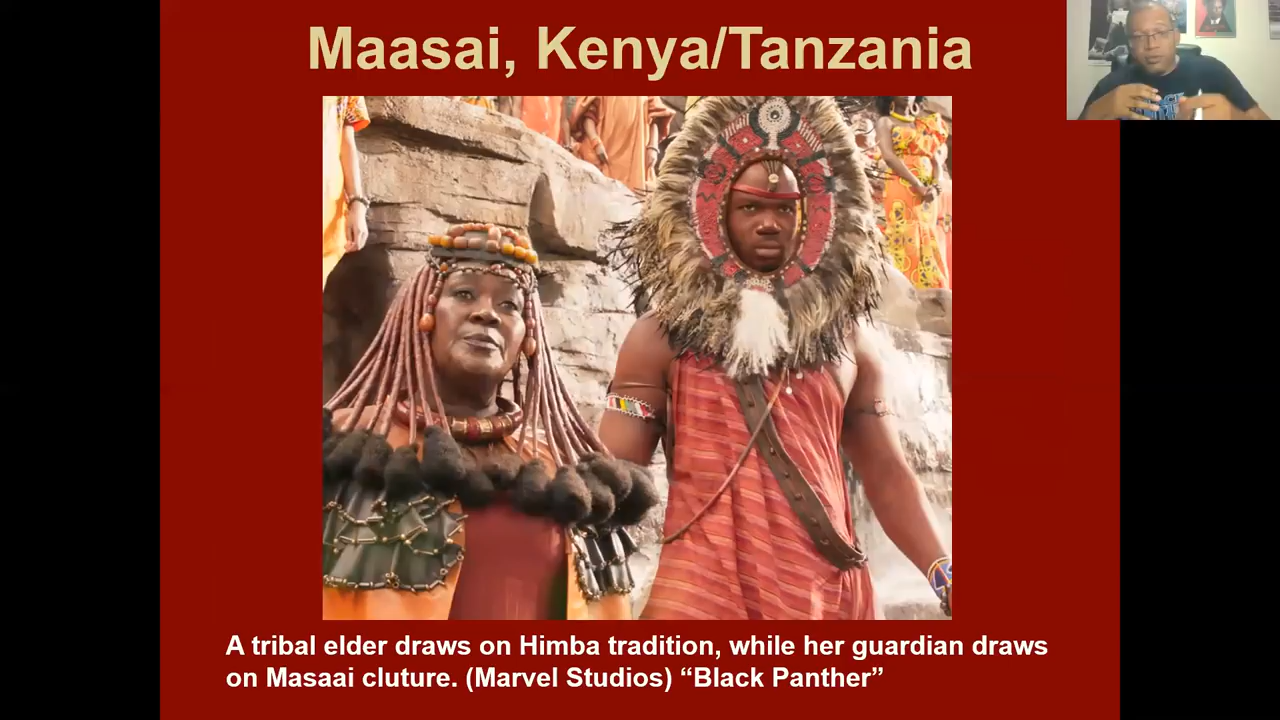 Maasai, Kenya/Tanzania
A tribal elder draws on Himba tradition, while her guardian draws
on Masaai cluture. (Marvel Studios) “Black Panther”